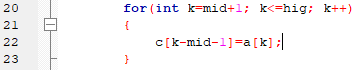 20 for(int k=mid+1; k<=hig; k++)
21 {
22 c[k-mid-1]=a[k];
23 }